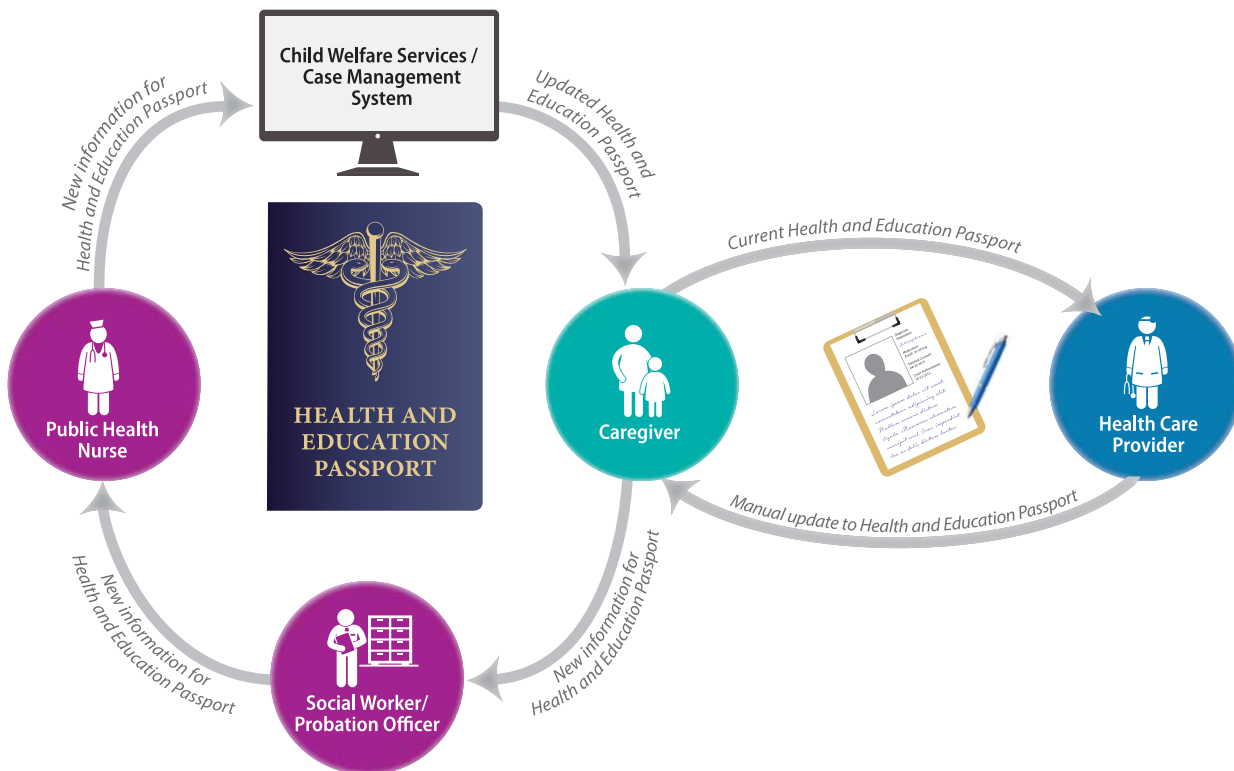 Child Welfare Services /
Case Management
System
New information for
Health and Education Passport
Updated Health and
Education Passport
Current Health and Education Passport
HEALTH AND
EDUCATION
PASSPORT
Public Health
Nurse
Caregiver
Health Care
Provider
Manual update to Health and Education Passport
New information for
Health and Education Passport
New information for
Health and Education Passport
Social Worker/
Probation Officer